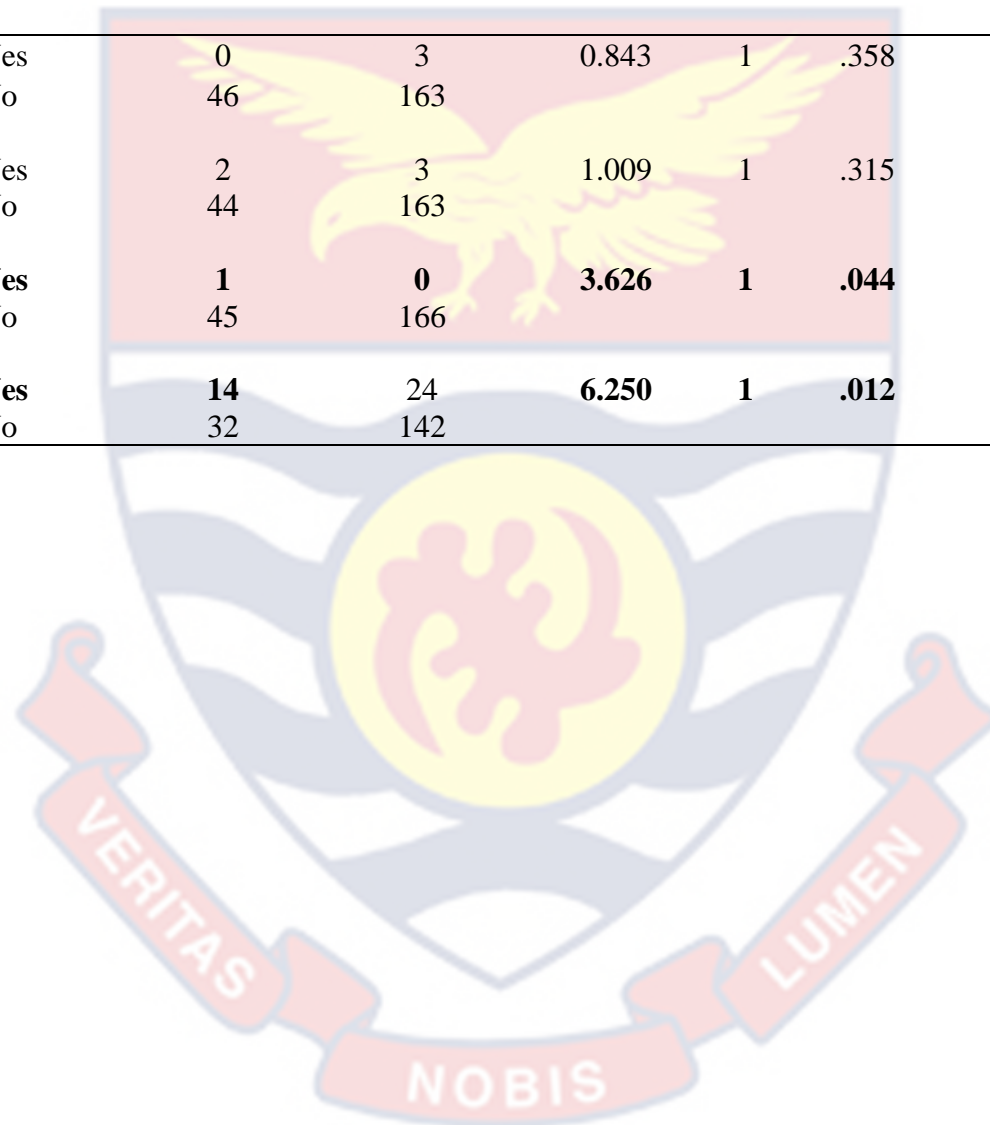 es 0 3 0.843 1 .358
o 46 163
es 2 3 1.009 1 .315
o 44 163
es 1 0 3.626 1 .044
o 45 166
es 14 24 6.250 1 .012
o 32 142
VERITAS
NOBIS
LUMEN